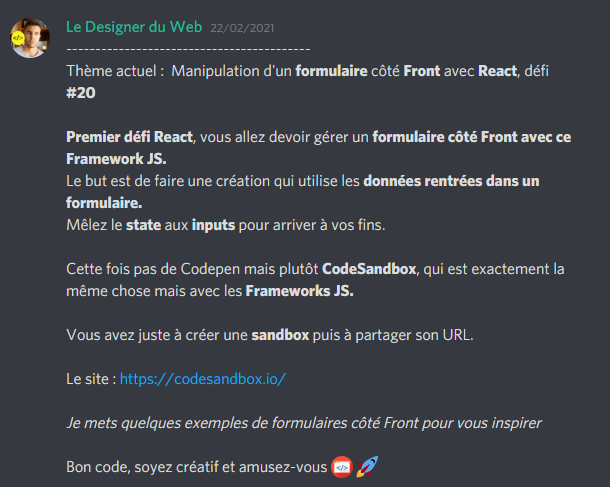 Le Designer du Web 22/02/2021
------------------------------------------
Thème actuel : Manipulation d'un formulaire côté Front avec React, défi
#20
Premier défi React, vous allez devoir gérer un formulaire côté Front avec ce
Framework JS.
Le but est de faire une création qui utilise les données rentrées dans un
formulaire.
Mêlez le state aux inputs pour arriver à vos fins.
Cette fois pas de Codepen mais plutôt CodeSandbox, qui est exactement la
même chose mais avec les Frameworks JS.
Vous avez juste à créer une sandbox puis à partager son URL.
Le site : https://codesandbox.io/
Je mets quelques exemples de formulaires côté Front pour vous inspirer
Bon code, soyez créatif et amusez-vous